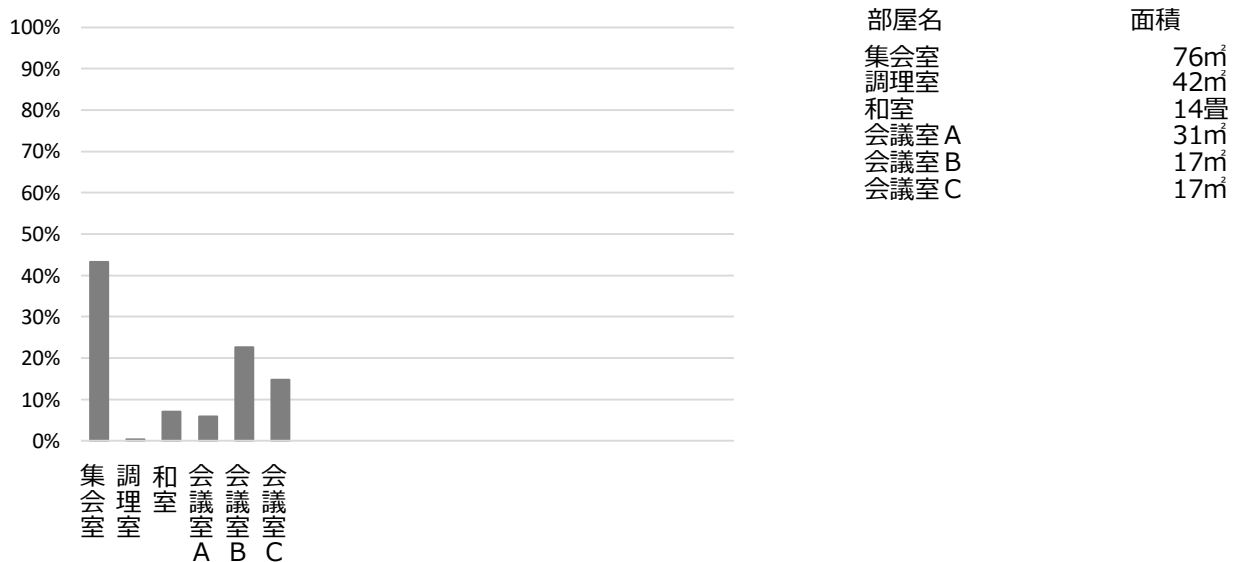 100%
90%
80%
70%
60%
50%
40%
30%
20%
10%
0%
集会室
調理室
和室
会議室A
会議室B
会議室C
部屋名 面積
集会室 76㎡
調理室 42㎡
和室 14畳
会議室A 31㎡
会議室B 17㎡
会議室C 17㎡